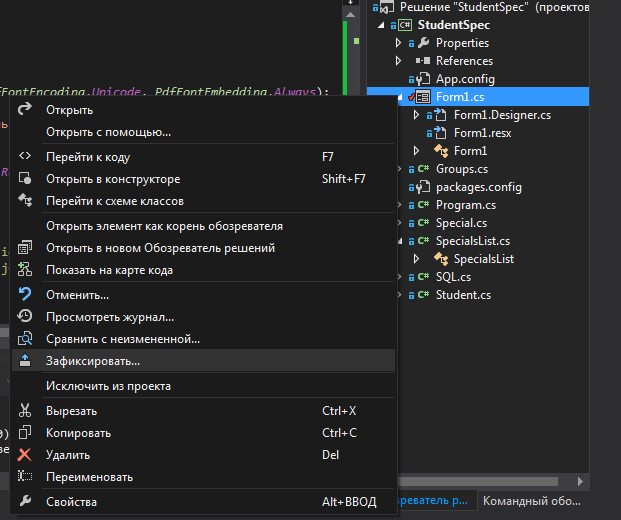 Решение "StudentSpec" (проектов
StudentSpec
Properties
References
App.config
Form1.cs
Form1.Designer.cs
Form1.resx
Form1
Groups.cs
packages.config
Program.cs
Special.cs
SpecialsList.cs
SpecialsList
SQL.cs
Student.cs
fFontEncoding.Unicode, PdfFontEmbedding.Always);
Открыть
Открыть с помощью...
Перейти к коду F7
Открыть в конструкторе Shift+F7
Перейти к схеме классов
Открыть элемент как корень обозревателя
Открыть в новом Обозреватель решений
Показать на карте кода
Отменить...
Просмотреть журнал...
Сравнить с неизмененной...
Зафиксировать...
Исключить из проекта
Вырезать Ctrl+X
Копировать Ctrl+C
Удалить Del
Переименовать
Свойства Alt+ВВОД
реватель р... Командный обо...